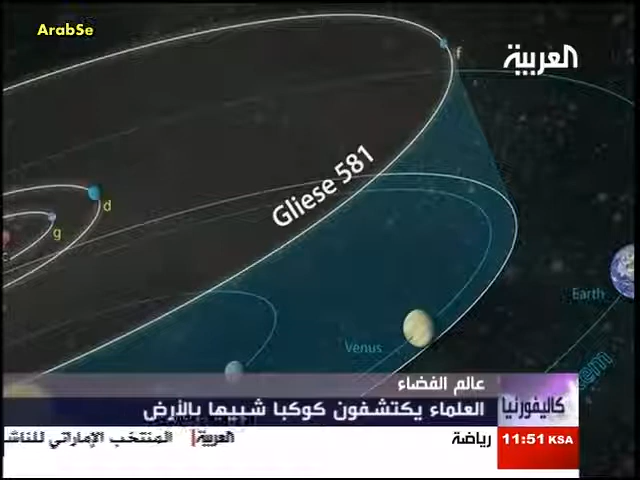 ArabSe
العربية
f
Gliese 581
d
g
c
Earth
Venus
عالم الفضاء
كاليفورنيا
العلماء يكتشفون كوكبا شبيها بالأرض
11:51 KSA
رياضة
العربية
المنتخب الإماراتي للناش